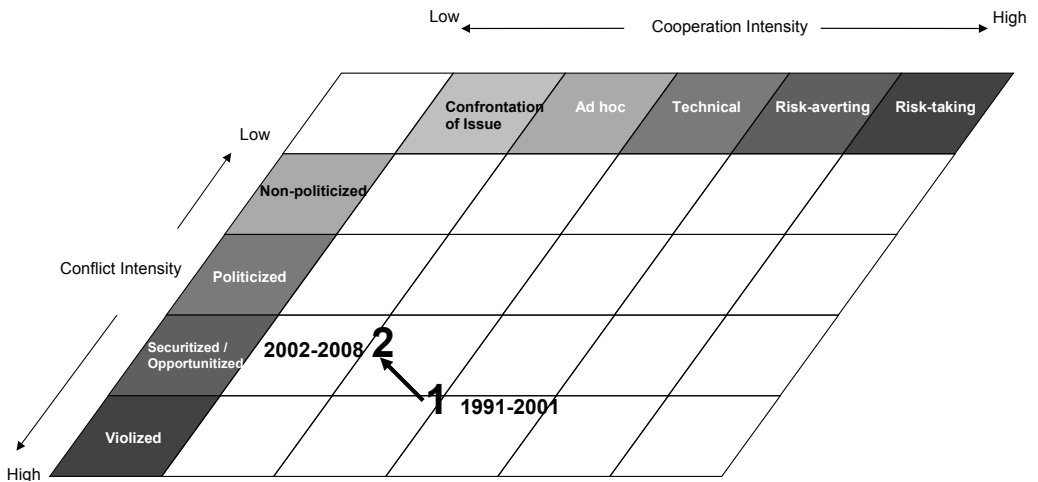 Low Cooperation Intensity High
Confrontation of Issue
Ad hoc
Technical
Risk-averting
Risk-taking
Low
Non-politicized
Conflict Intensity
Politicized
Securitized /
Opportunitized
2002-2008 2
1 1991-2001
Violized
High